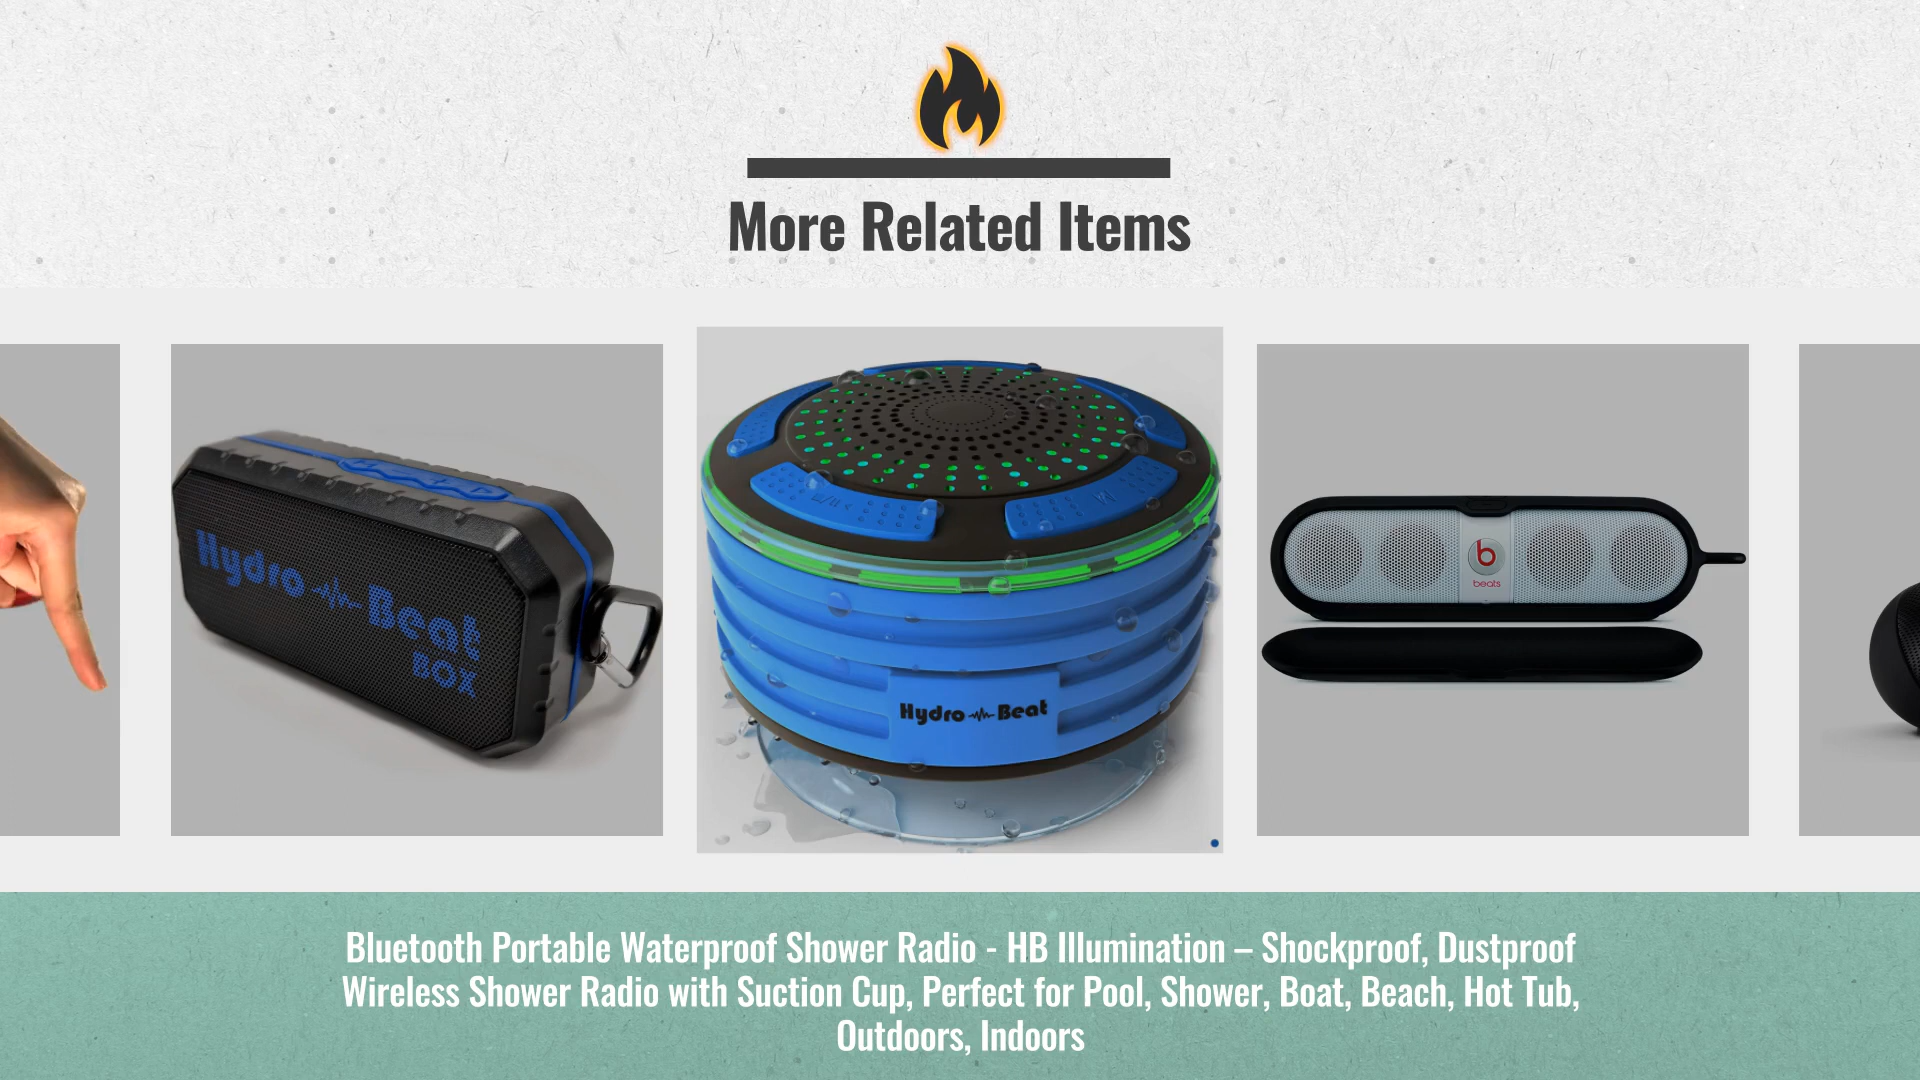 More Related Items
Hydro Beat
BOX
Hydro Beat
b
beats
Bluetooth Portable Waterproof Shower Radio - HB Illumination – Shockproof, Dustproof
Wireless Shower Radio with Suction Cup, Perfect for Pool, Shower, Boat, Beach, Hot Tub,
Outdoors, Indoors